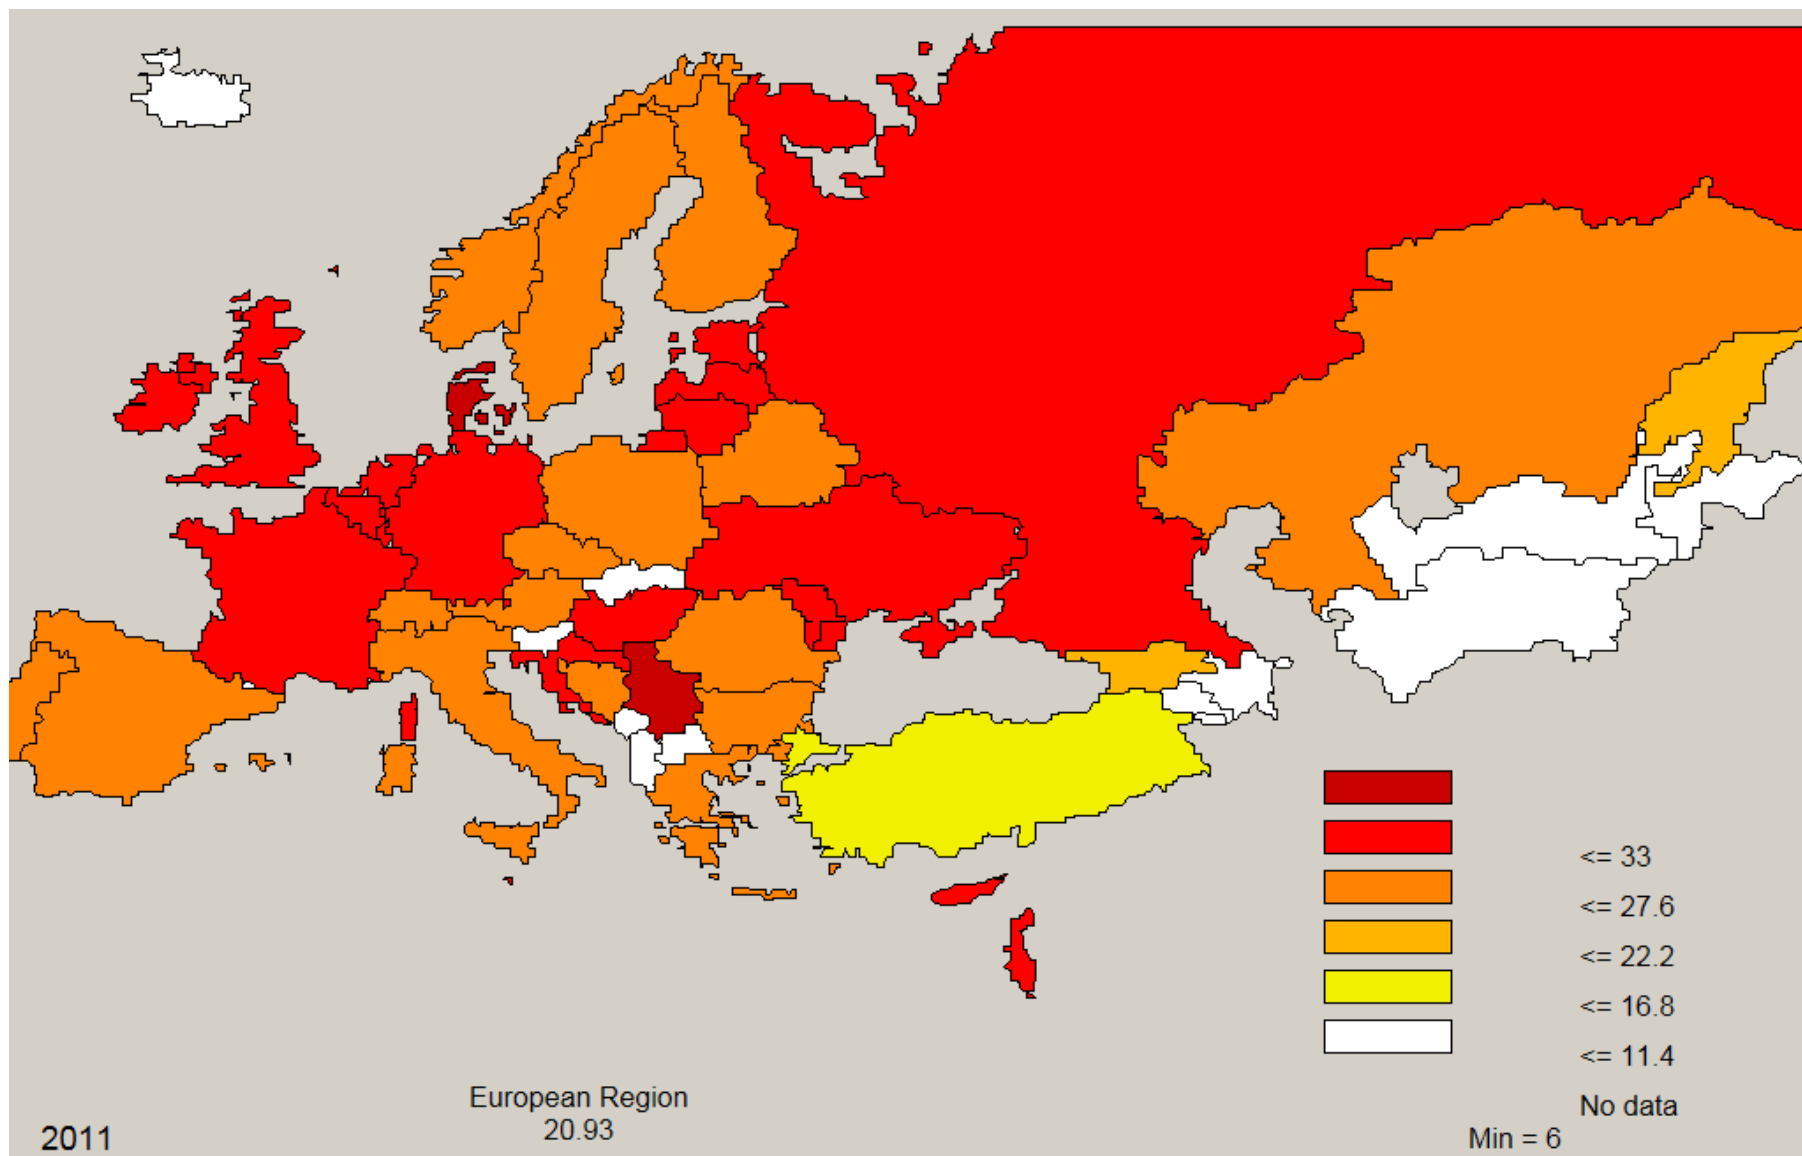 <= 33
<= 27.6
<= 22.2
<= 16.8
<= 11.4
No data
Min = 6
European Region
20.93
2011